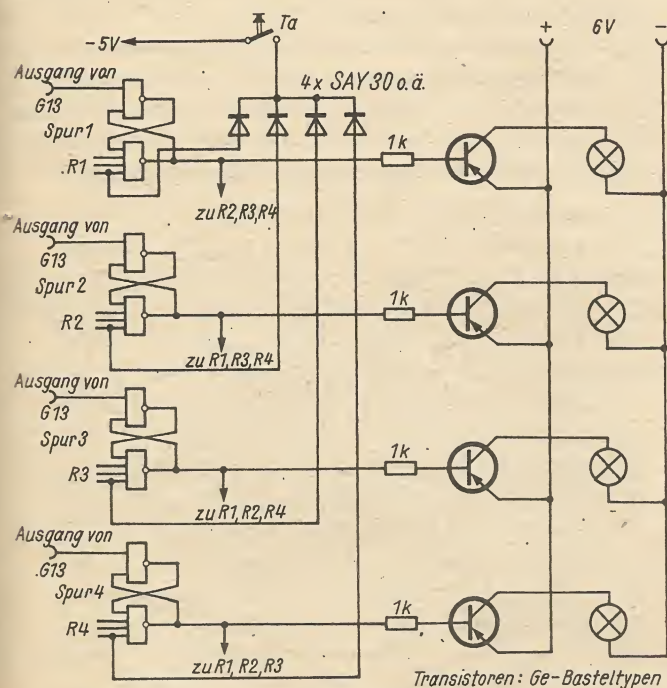 Ta
+ 6V -
-5V
Ausgang von
G13
4x SAY30 o.ä.
Spur 1
1k
.R1
zu R2, R3, R4
Ausgang von
G13
Spur 2
1k
R2
zu R1, R3, R4
Ausgang von
G13
Spur 3
1k
R3
zu R1, R2, R4
Ausgang von
.G13
Spur 4
1k
R4
zu R1, R2, R3
Transistoren: Ge-Basteltypen